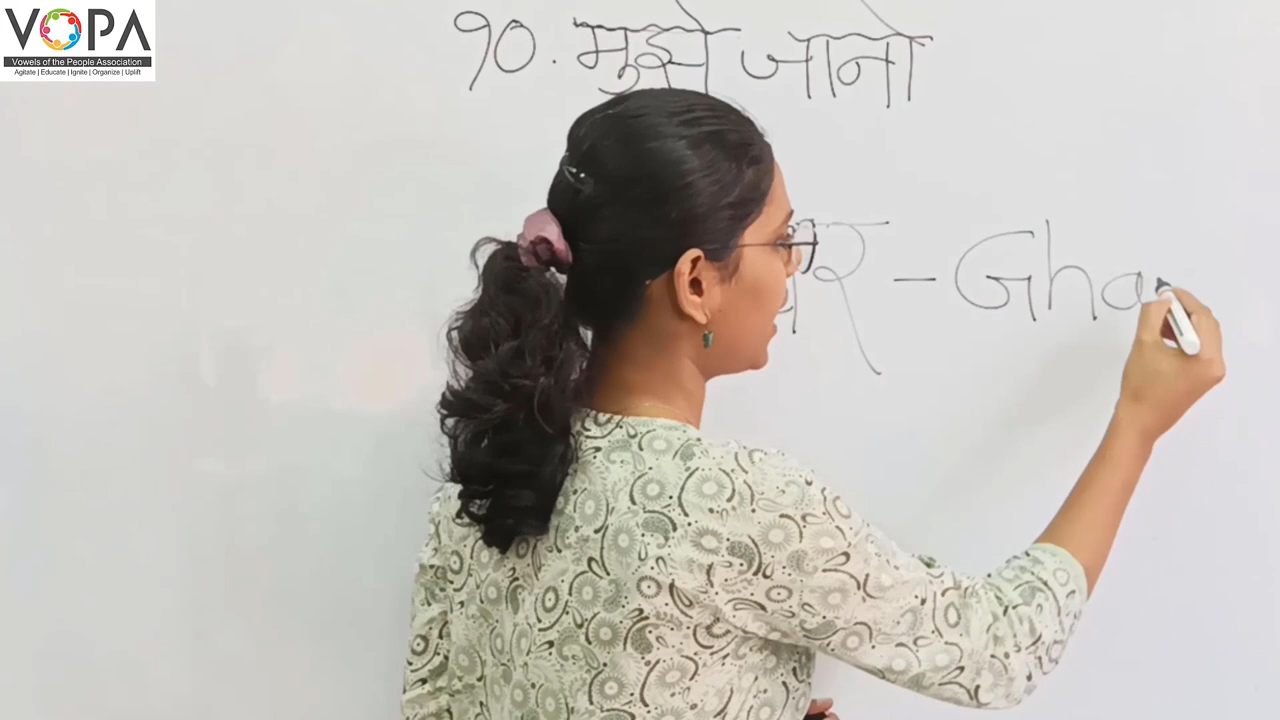 VOPA
Vowels of the People Association
Agitate | Educate | Ignite | Organize | Uplift
१०. मुझे जानो
- Gha